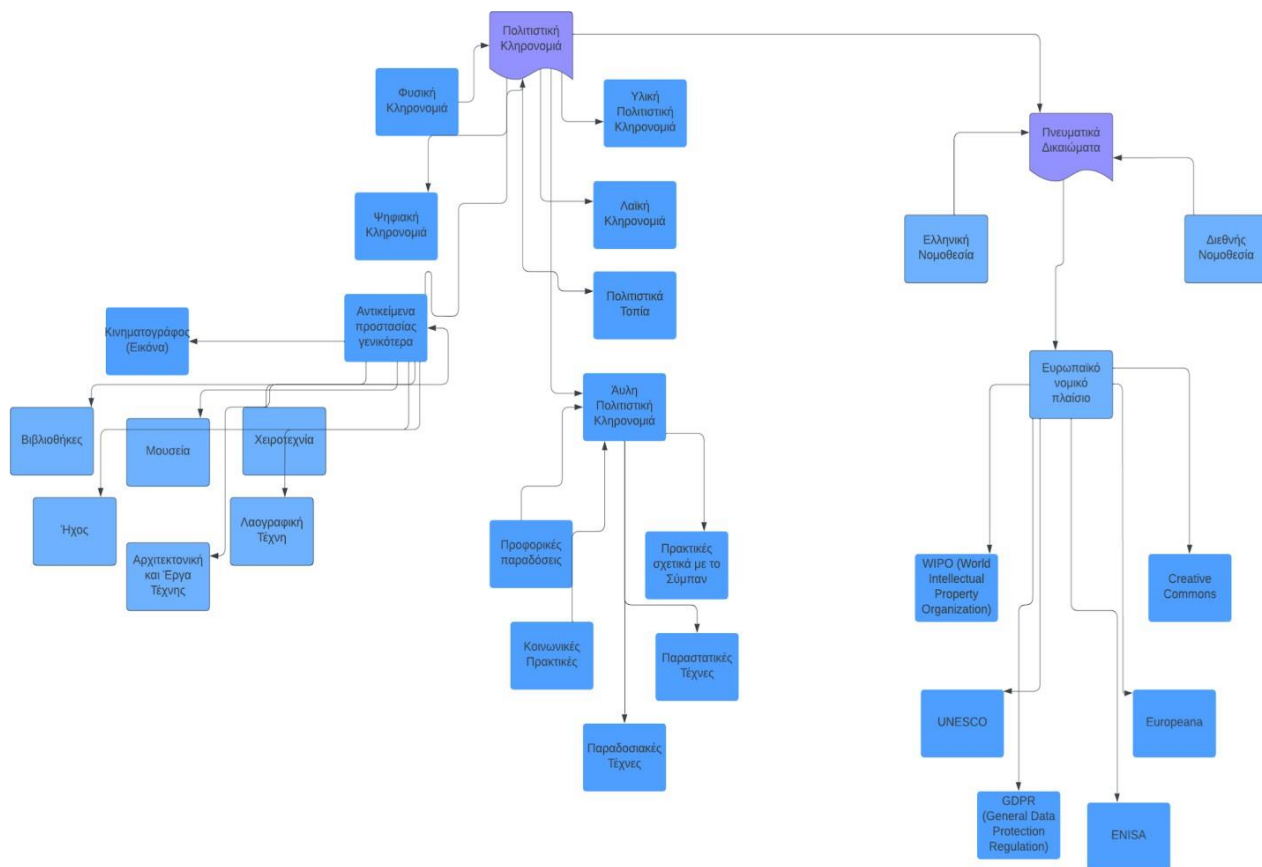 Πολιτιστική
Κληρονομιά
Φυσική
Κληρονομιά
Υλική
Πολιτιστική
Κληρονομιά
Πνευματικά
Δικαιώματα
Ψηφιακή
Κληρονομιά
Λαϊκή
Κληρονομιά
Ελληνική
Νομοθεσία
Διεθνής
Νομοθεσία
Πολιτιστικά
Τοπία
Αντικείμενα
προστασίας
γενικότερα
Κινηματογράφος
(Εικόνα)
Ευρωπαϊκό
νομικό
πλαίσιο
Άυλη
Πολιτιστική
Κληρονομιά
Βιβλιοθήκες
Μουσεία
Χειροτεχνία
Ήχος
Λαογραφική
Τέχνη
Αρχιτεκτονική
και Έργα
Τέχνης
Προφορικές
παραδόσεις
Πρακτικές
σχετικά με το
Σύμπαν
WIPO (World
Intellectual
Property
Organization)
Creative
Commons
Κοινωνικές
Πρακτικές
Παραστατικές
Τέχνες
UNESCO
Europeana
Παραδοσιακές
Τέχνες
GDPR
(General Data
Protection
Regulation)
ENISA